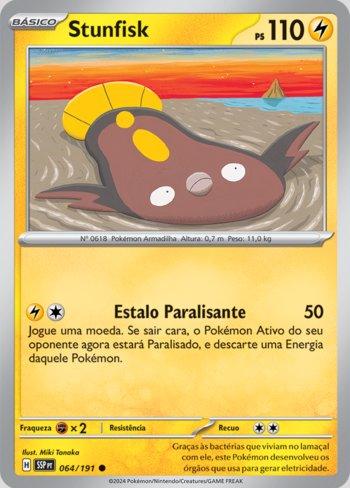 BÁSICO
Stunfisk
PS 110
Nº 0618 Pokémon Armadilha Altura: 0,7 m Peso: 11,0 kg
Estalo Paralisante 50
Jogue uma moeda. Se sair cara, o Pokémon Ativo do seu
oponente agora estará Paralisado, e descarte uma Energia
daquele Pokémon.
Fraqueza × 2 Resistência Recuo
Ilust. Miki Tanaka
H SSP PT 064/191
Graças às bactérias que viviam no lamaçal
com ele, este Pokémon desenvolveu os
órgãos que usa para gerar eletricidade.
©2024 Pokémon/Nintendo/Creatures/GAME FREAK